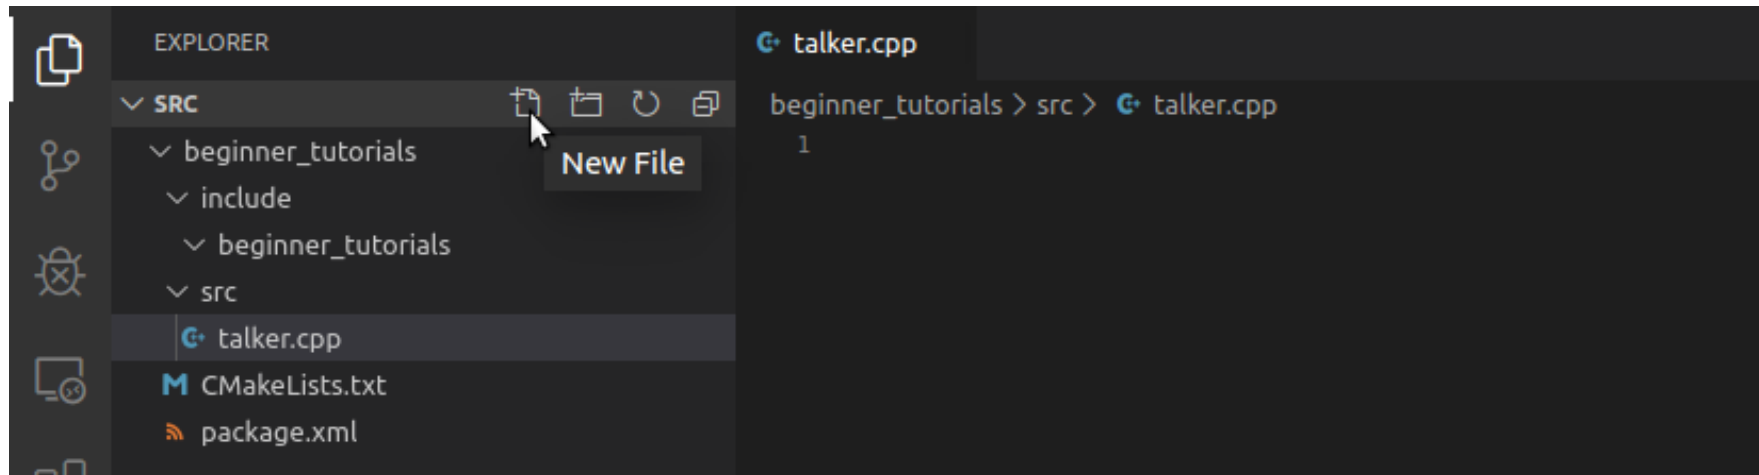 EXPLORER
SRC
New File
beginner_tutorials
include
beginner_tutorials
src
talker.cpp
CMakeLists.txt
package.xml
talker.cpp
beginner_tutorials > src > talker.cpp
1